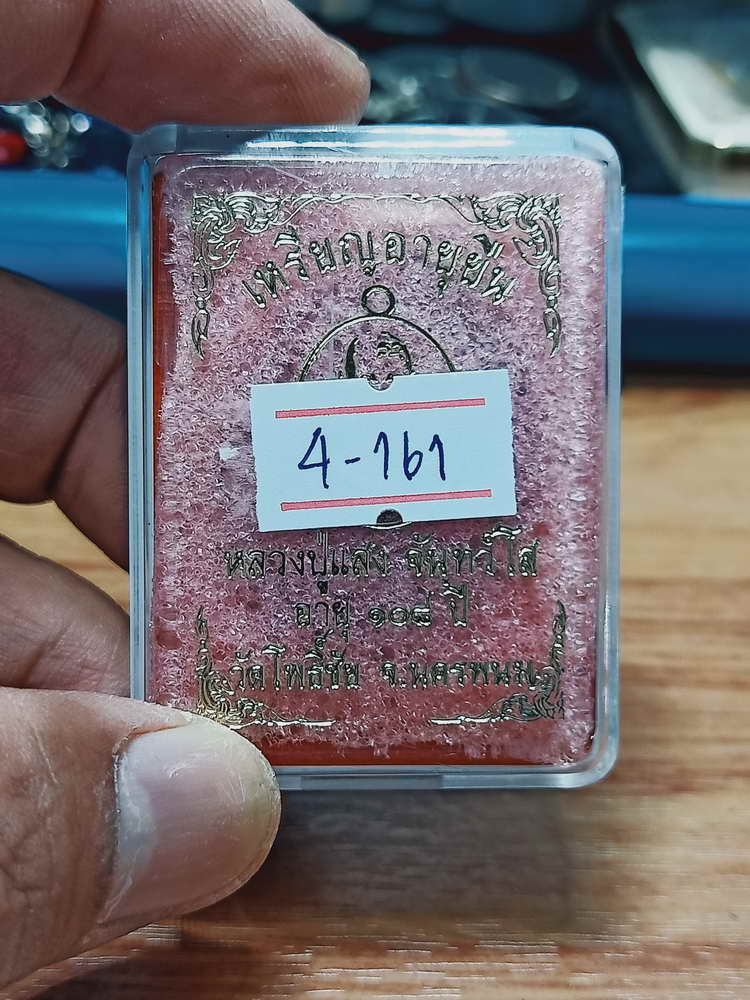 เหรียญอายุยืน
4-161
หลวงปู่แสง จันทวํโส
อายุ ๑๐๘ ปี
วัดโพธิ์ชัย จ.นครพนม